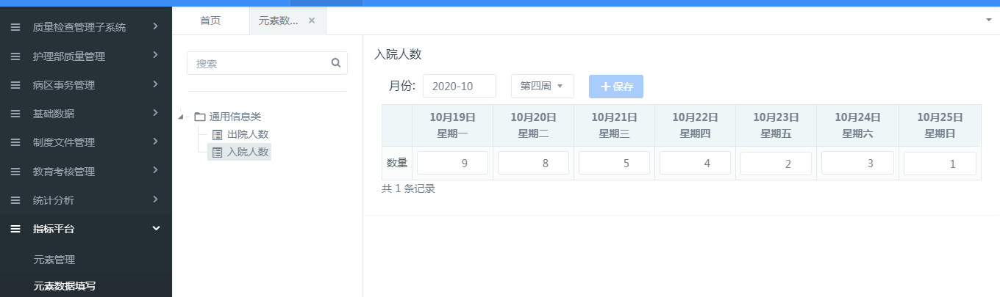 质量检查管理子系统
护理部质量管理
病区事务管理
基础数据
制度文件管理
教育考核管理
统计分析
指标平台
元素管理
元素数据填写
首页
元素数...
搜索
通用信息类
出院人数
入院人数
入院人数
月份: 2020-10 第四周 保存
10月19日 10月20日 10月21日 10月22日 10月23日 10月24日 10月25日
星期一 星期二 星期三 星期四 星期五 星期六 星期日
数量 9 8 5 4 2 3 1
共 1 条记录